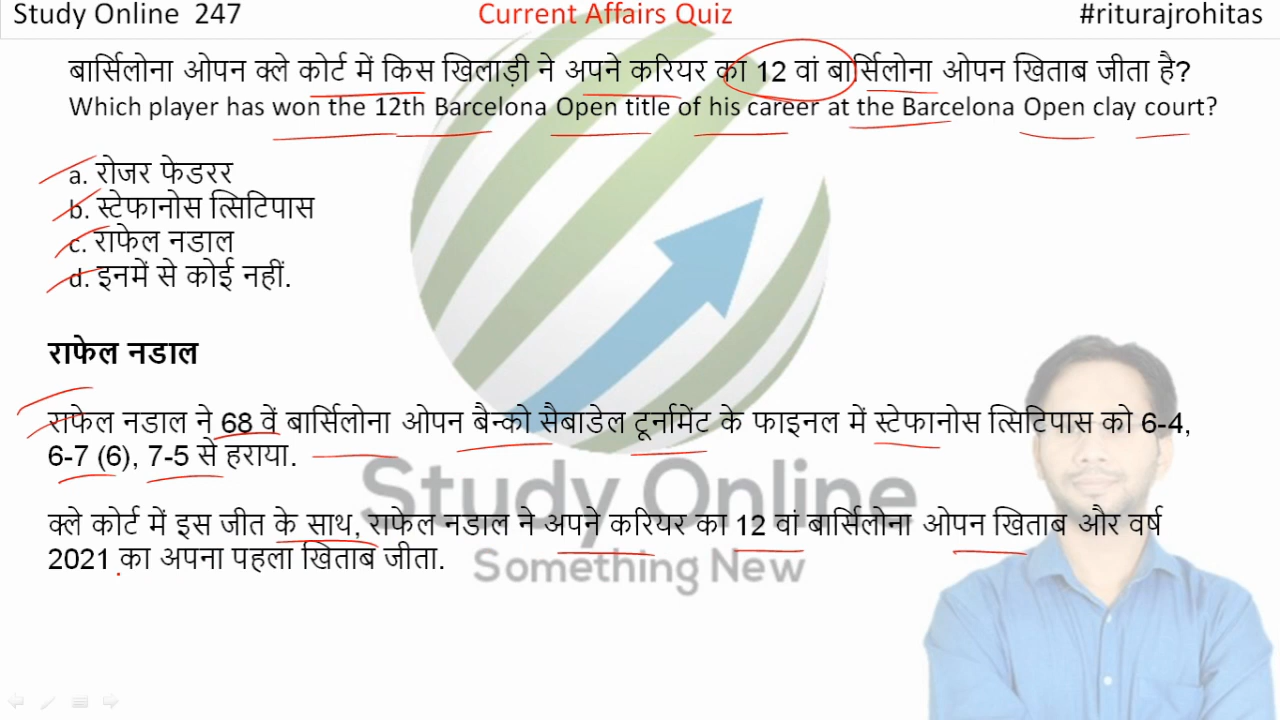 Study Online 247
Current Affairs Quiz
#riturajrohitas
बार्सिलोना ओपन क्ले कोर्ट में किस खिलाड़ी ने अपने करियर का 12 वां बार्सिलोना ओपन खिताब जीता है?
Which player has won the 12th Barcelona Open title of his career at the Barcelona Open clay court?
a. रोजर फेडरर
b. स्टेफानोस त्सिटिपास
c. राफेल नडाल
d. इनमें से कोई नहीं.
राफेल नडाल
राफेल नडाल ने 68 वें बार्सिलोना ओपन बैन्को सैबाडेल टूर्नामेंट के फाइनल में स्टेफानोस त्सिटिपास को 6-4,
6-7 (6), 7-5 से हराया.
क्ले कोर्ट में इस जीत के साथ, राफेल नडाल ने अपने करियर का 12 वां बार्सिलोना ओपन खिताब और वर्ष
2021 का अपना पहला खिताब जीता.
Study Online
Something New